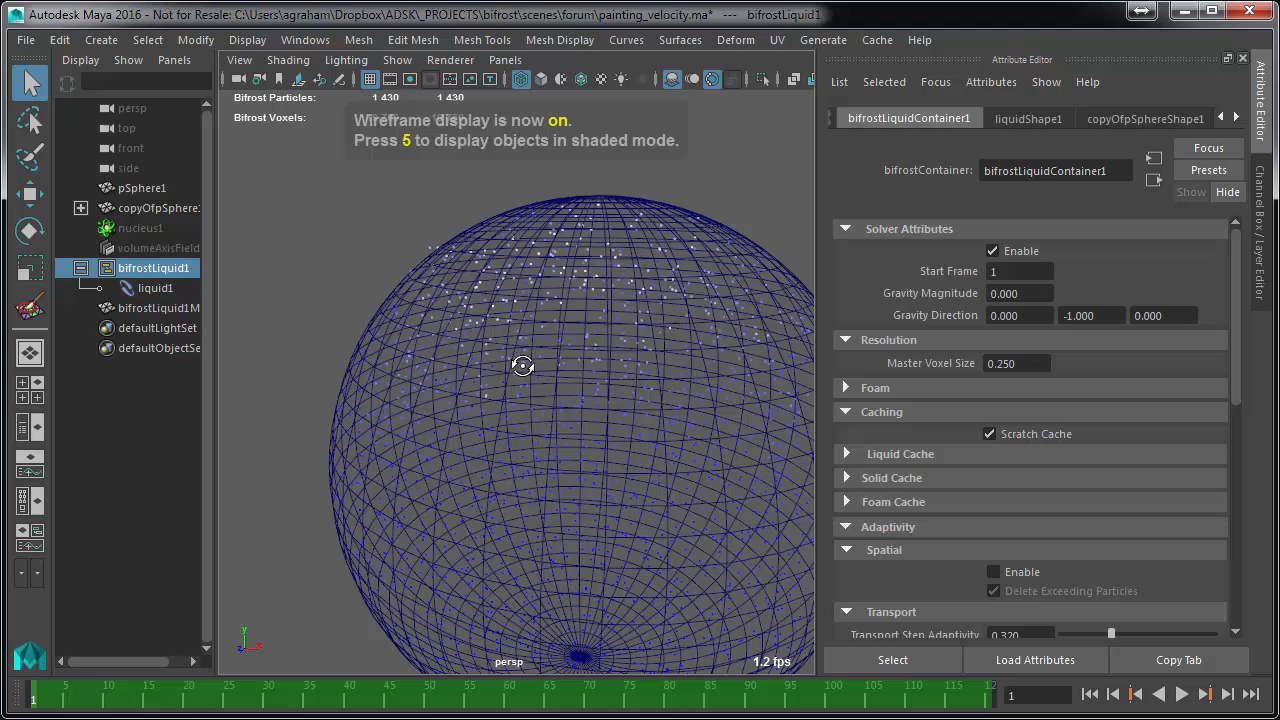 Autodesk Maya 2016 - Not for Resale: C:\Users\agraham\Dropbox\ADSK\_PROJECTS\bifrost\scenes\forum\painting_velocity.ma* --- bifrostLiquid1
File Edit Create Select Modify Display Windows Mesh Edit Mesh Mesh Tools Mesh Display Curves Surfaces Deform UV Generate Cache Help
Display Show Panels
View Shading Lighting Show Renderer Panels
Attribute Editor
List Selected Focus Attributes Show Help
persp
top
front
side
pSphere1
copyOfpSphere:
nucleus1
volumeAxisField
bifrostLiquid1
liquid1
bifrostLiquid1M
defaultLightSet
defaultObjectSe
Bifrost Particles: 1,430 1,430
Bifrost Voxels:
Wireframe display is now on.
Press 5 to display objects in shaded mode.
y
x
z
persp
1.2 fps
bifrostLiquidContainer1 liquidShape1 copyOfpSphereShape1
bifrostContainer: bifrostLiquidContainer1
Focus
Presets
Show Hide
Solver Attributes
Enable
Start Frame 1
Gravity Magnitude 0.000
Gravity Direction 0.000 -1.000 0.000
Resolution
Master Voxel Size 0.250
Foam
Caching
Scratch Cache
Liquid Cache
Solid Cache
Foam Cache
Adaptivity
Spatial
Enable
Delete Exceeding Particles
Transport
Transport Step Adaptivity 0.320
Select Load Attributes Copy Tab
Attribute Editor
Channel Box / Layer Editor
5 10 15 20 25 30 35 40 45 50 55 60 65 70 75 80 85 90 95 100 105 110 115 12
1
1